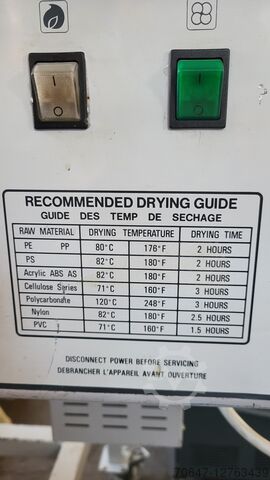 RECOMMENDED DRYING GUIDE
GUIDE DES TEMP DE SECHAGE
RAW MATERIAL DRYING TEMPERATURE DRYING TIME
PE PP 80°C 176°F 2 HOURS
PS 82°C 180°F 2 HOURS
Acrylic ABS AS 82°C 180°F 2 HOURS
Cellulose Series 71°C 160°F 3 HOURS
Polycarbonate 120°C 248°F 3 HOURS
Nylon 82°C 180°F 2.5 HOURS
PVC 71°C 160°F 1.5 HOURS
DISCONNECT POWER BEFORE SERVICING
DEBRANCHER L'APPAREIL AVANT OUVERTURE
70847-12763439